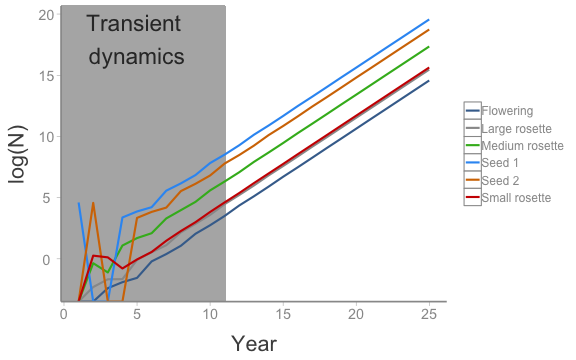 Transient
dynamics
20
15
10
5
0
log(N)
0
5
10
15
20
25
Year
Flowering
Large rosette
Medium rosette
Seed 1
Seed 2
Small rosette